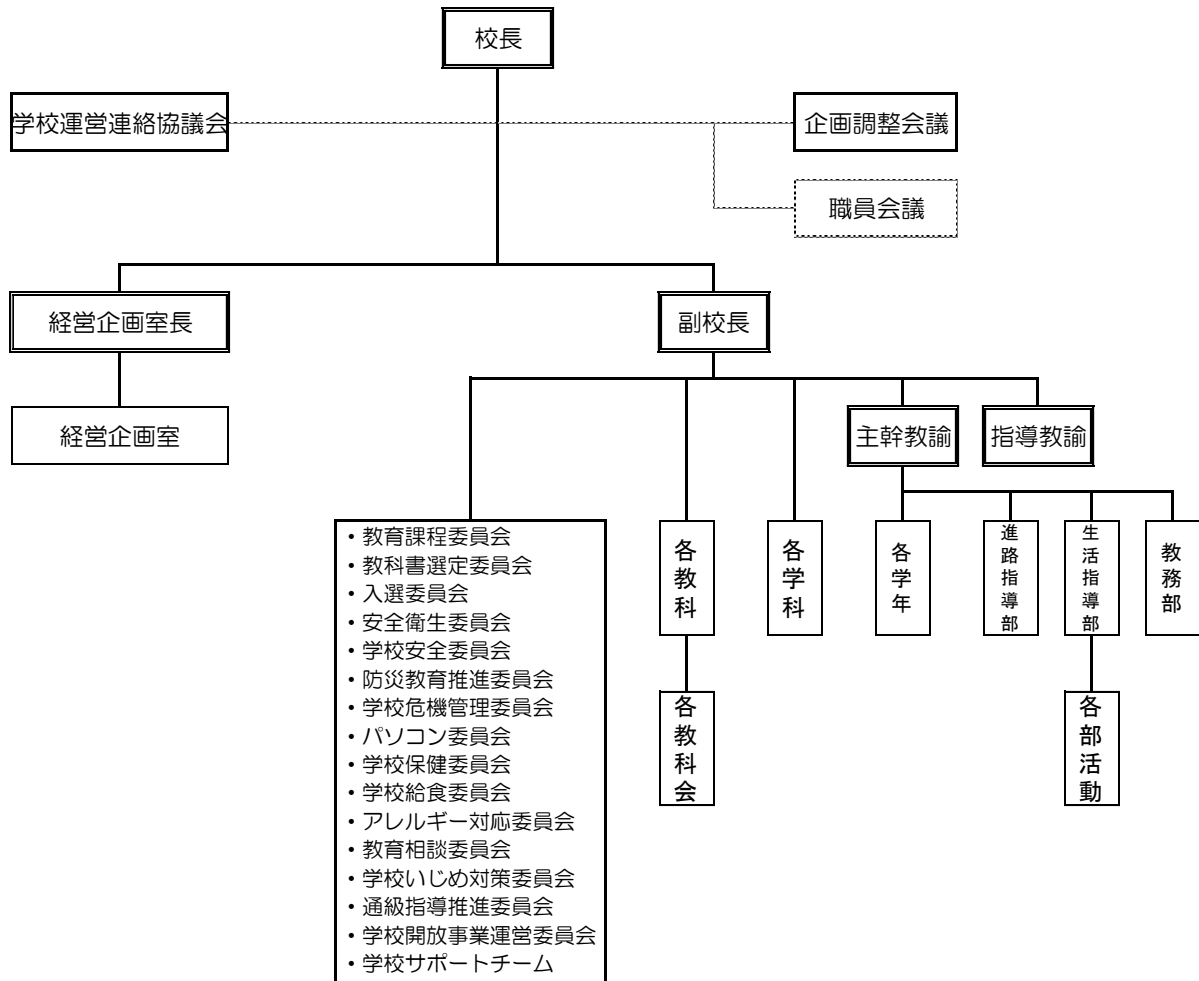 校長
学校運営連絡協議会
企画調整会議
職員会議
経営企画室長
副校長
経営企画室
主幹教諭
指導教諭
・教育課程委員会
・教科書選定委員会
・入選委員会
・安全衛生委員会
・学校安全委員会
・防災教育推進委員会
・学校危機管理委員会
・パソコン委員会
・学校保健委員会
・学校給食委員会
・アレルギー対応委員会
・教育相談委員会
・学校いじめ対策委員会
・通級指導推進委員会
・学校開放事業運営委員会
・学校サポートチーム
各教科
各学科
各学年
進路指導部
生活指導部
教務部
各教科会
各部活動